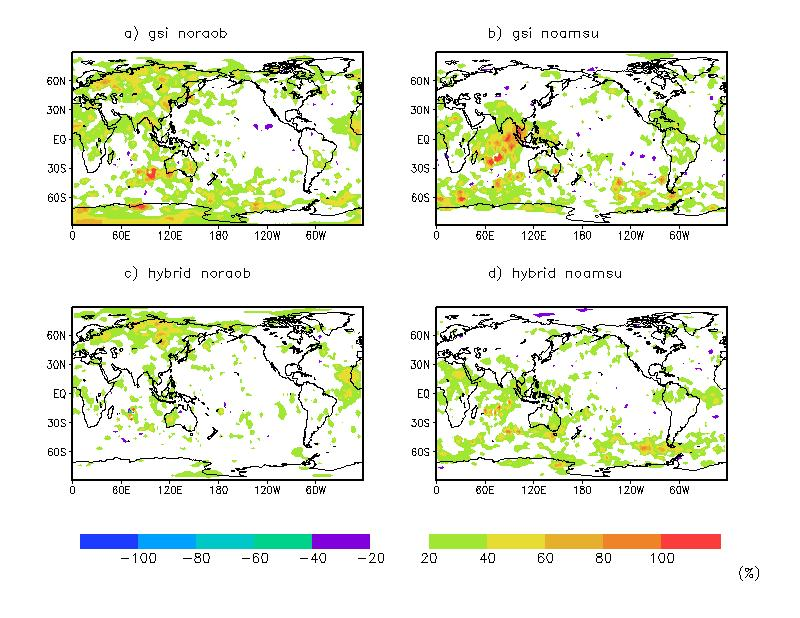 a) gsi noraob
b) gsi noamsu
60N
30N
EQ
30S
60S
0 60E 120E 180 120W 60W
60N
30N
EQ
30S
60S
0 60E 120E 180 120W 60W
c) hybrid noraob
d) hybrid noamsu
60N
30N
EQ
30S
60S
0 60E 120E 180 120W 60W
60N
30N
EQ
30S
60S
0 60E 120E 180 120W 60W
−100 −80 −60 −40 −20
20 40 60 80 100
(%)